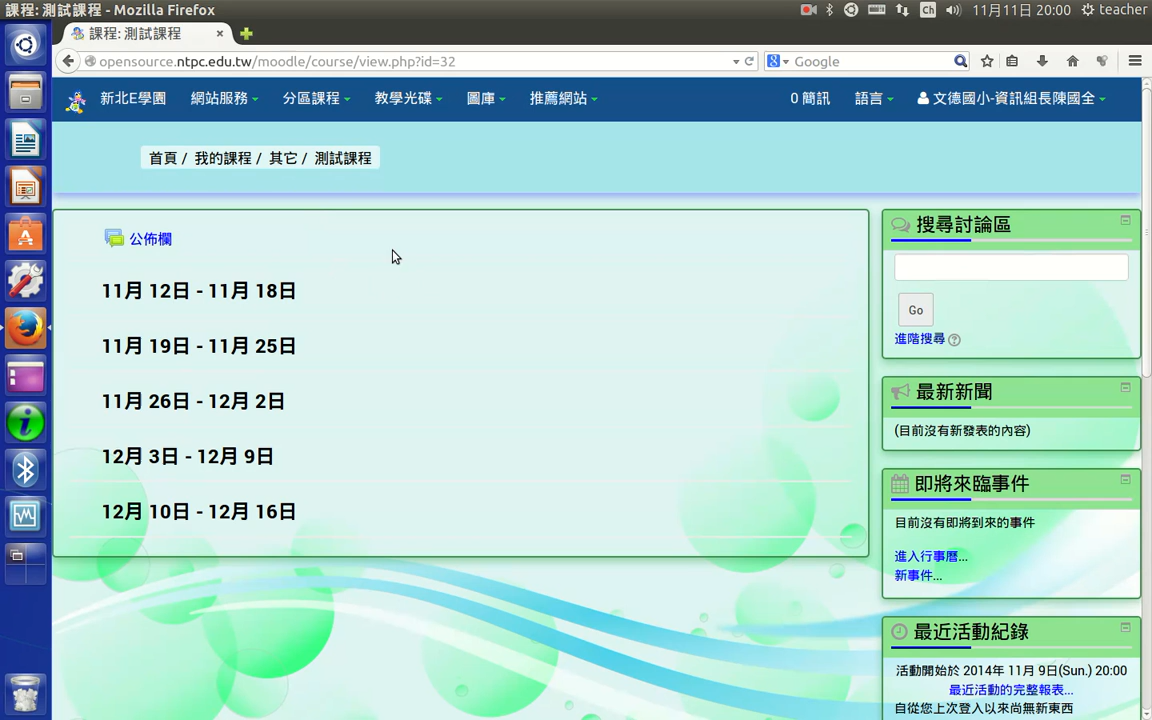 課程: 測試課程 - Mozilla Firefox
Ch
11月11日 20:00
teacher
課程: 測試課程
opensource.ntpc.edu.tw/moodle/course/view.php?id=32
Google
新北E學園
網站服務
分區課程
教學光碟
圖庫
推薦網站
0 簡訊
語言
文德國小-資訊組長陳國全
首頁 / 我的課程 / 其它 / 測試課程
公佈欄
11月 12日 - 11月 18日
11月 19日 - 11月 25日
11月 26日 - 12月 2日
12月 3日 - 12月 9日
12月 10日 - 12月 16日
搜尋討論區
Go
進階搜尋
最新新聞
(目前沒有新發表的內容)
即將來臨事件
目前沒有即將到來的事件
進入行事曆...
新事件...
最近活動紀錄
活動開始於 2014年 11月 9日(Sun.) 20:00
最近活動的完整報表...
自從您上次登入以來尚無新東西